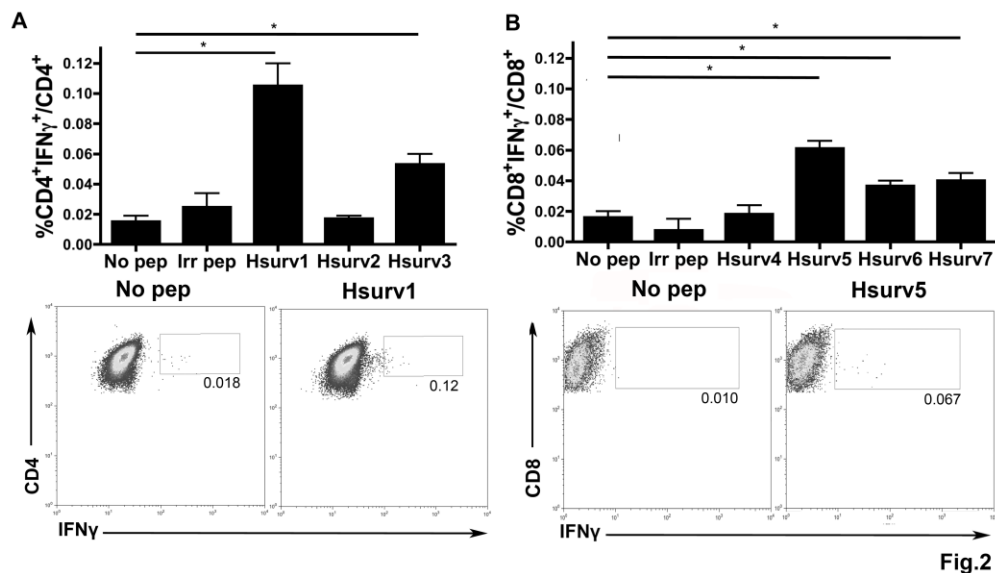 A
B
*
*
*
*
*
%CD4⁺IFNγ⁺/CD4⁺
0.12
0.10
0.08
0.06
0.04
0.02
0.00
No pep Irr pep Hsurv1 Hsurv2 Hsurv3
%CD8⁺IFNγ⁺/CD8⁺
0.12
0.10
0.08
0.06
0.04
0.02
0.00
No pep Irr pep Hsurv4 Hsurv5 Hsurv6 Hsurv7
No pep Hsurv1
0.018
0.12
CD4
IFNγ
No pep Hsurv5
0.010
0.067
CD8
IFNγ
Fig.2